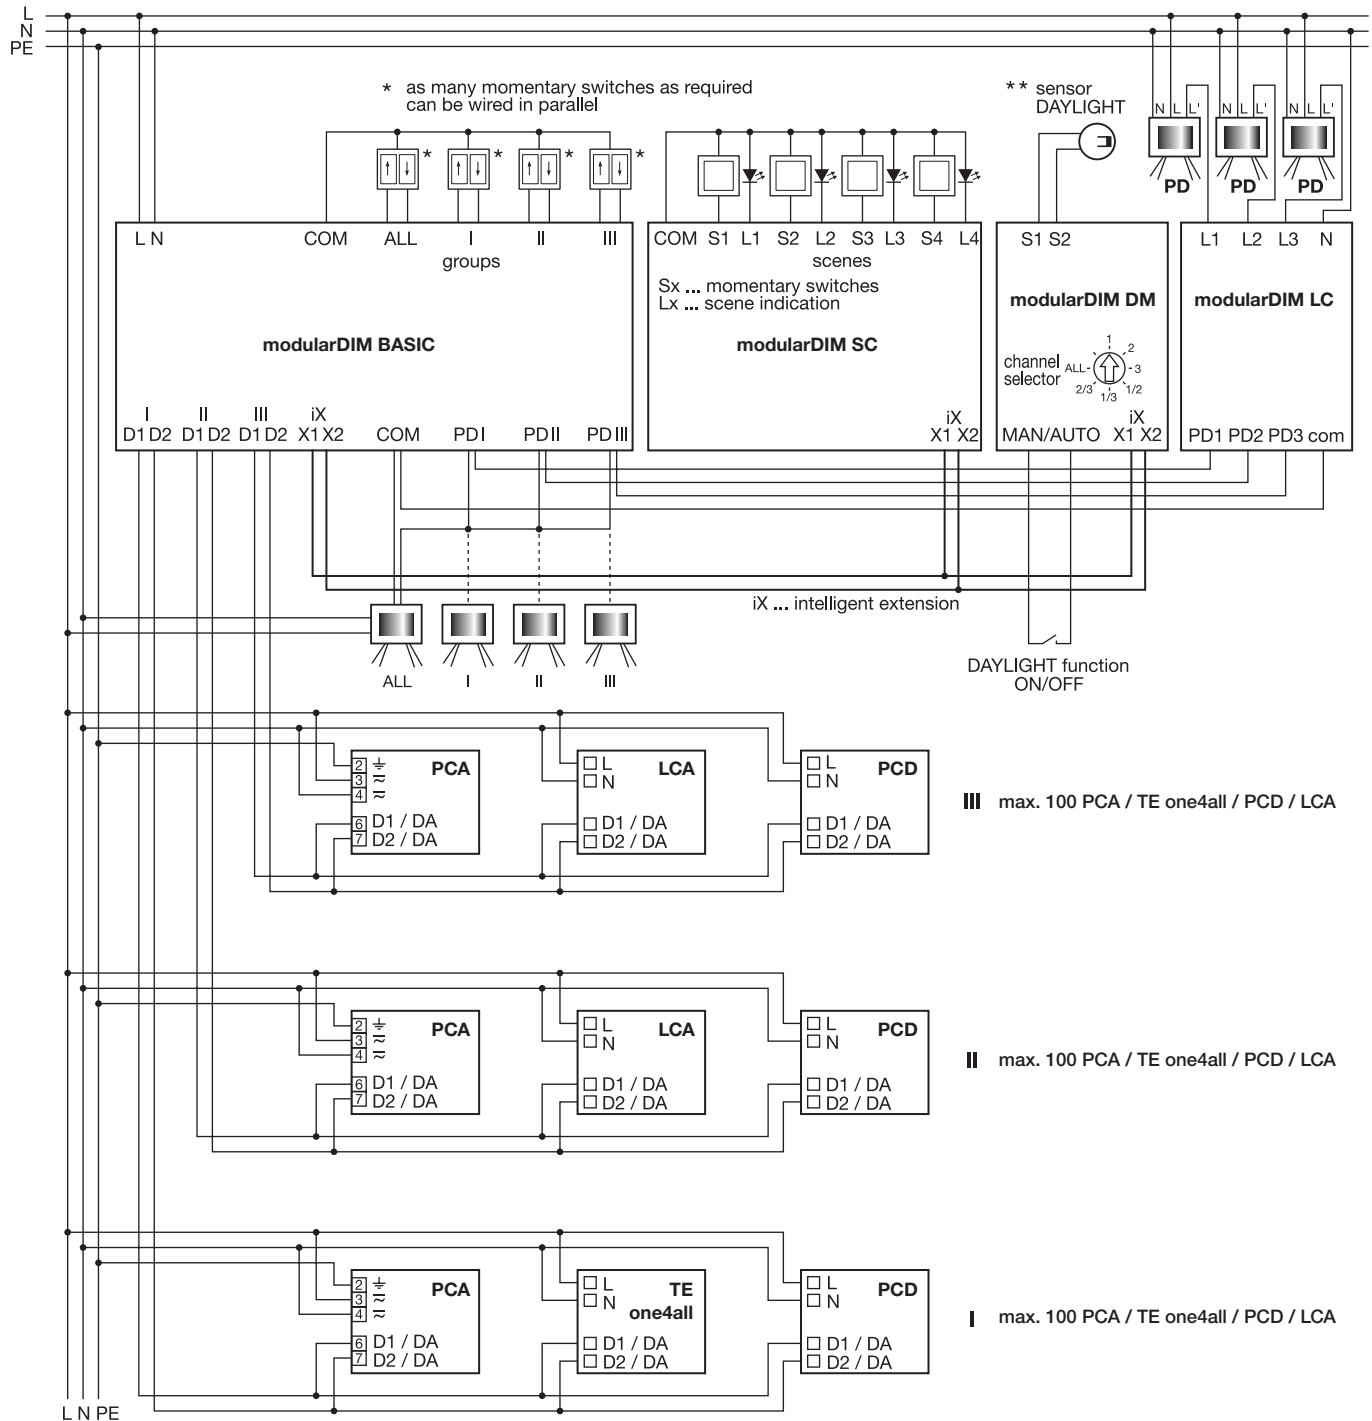 L
N
PE
* as many momentary switches as required
can be wired in parallel
** sensor
DAYLIGHT
N L L' N L L' N L L'
* * * *
PD PD PD
L N COM ALL I II III
groups
COM S1 L1 S2 L2 S3 L3 S4 L4
scenes
Sx ... momentary switches
Lx ... scene indication
S1 S2
L1 L2 L3 N
modularDIM BASIC
modularDIM SC
modularDIM DM
modularDIM LC
channel
selector
ALL 1 2 3 1/2 1/3 2/3
I II III iX
D1 D2 D1 D2 D1 D2 X1 X2 COM PD I PD II PD III
iX
X1 X2
iX
MAN/AUTO X1 X2
PD1 PD2 PD3 com
iX ... intelligent extension
ALL I II III
DAYLIGHT function
ON/OFF
2 PCA
3
4
6 D1 / DA
7 D2 / DA
L LCA
N
D1 / DA
D2 / DA
L PCD
N
D1 / DA
D2 / DA
III max. 100 PCA / TE one4all / PCD / LCA
2 PCA
3
4
6 D1 / DA
7 D2 / DA
L LCA
N
D1 / DA
D2 / DA
L PCD
N
D1 / DA
D2 / DA
II max. 100 PCA / TE one4all / PCD / LCA
2 PCA
3
4
6 D1 / DA
7 D2 / DA
L TE
N one4all
D1 / DA
D2 / DA
L PCD
N
D1 / DA
D2 / DA
I max. 100 PCA / TE one4all / PCD / LCA
L N PE